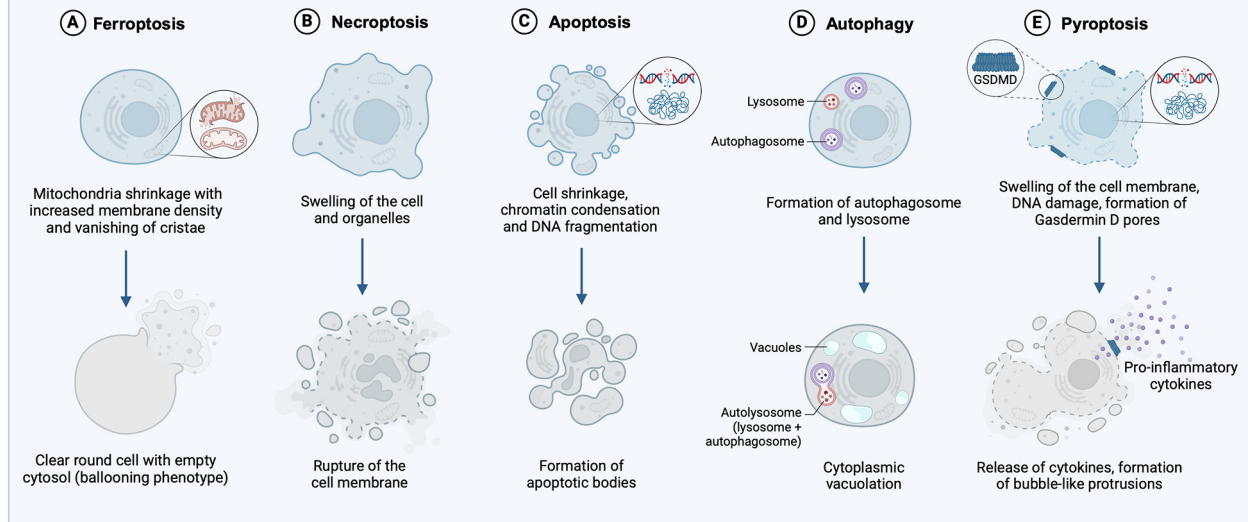 A Ferroptosis
Mitochondria shrinkage with
increased membrane density
and vanishing of cristae
Clear round cell with empty
cytosol (ballooning phenotype)
B Necroptosis
Swelling of the cell
and organelles
Rupture of the
cell membrane
C Apoptosis
Cell shrinkage,
chromatin condensation
and DNA fragmentation
Formation of
apoptotic bodies
D Autophagy
Lysosome
Autophagosome
Formation of autophagosome
and lysosome
Vacuoles
Autolysosome
(lysosome +
autophagosome)
Cytoplasmic
vacuolation
E Pyroptosis
GSDMD
Swelling of the cell membrane,
DNA damage, formation of
Gasdermin D pores
Pro-inflammatory
cytokines
Release of cytokines, formation
of bubble-like protrusions